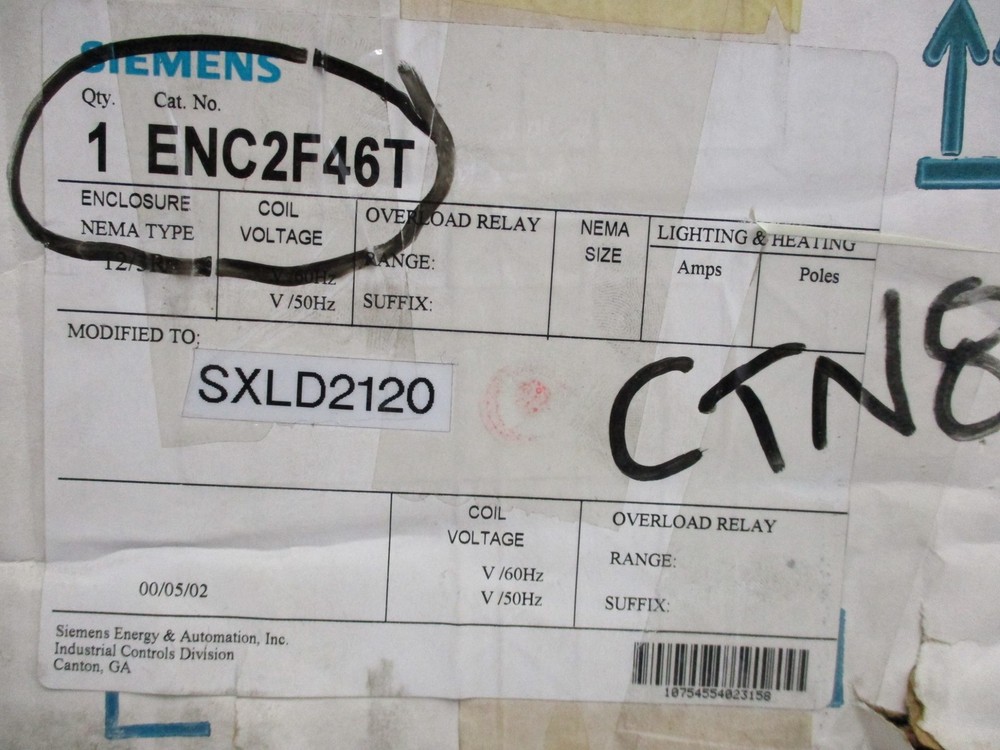 SIEMENS
Qty. Cat. No.
1 ENC2F46T
ENCLOSURE
NEMA TYPE
COIL
VOLTAGE
V /60Hz
V /50Hz
OVERLOAD RELAY
RANGE:
SUFFIX:
NEMA
SIZE
LIGHTING & HEATING
Amps Poles
MODIFIED TO:
SXLD2120
CTN8
COIL
VOLTAGE
V /60Hz
V /50Hz
OVERLOAD RELAY
RANGE:
SUFFIX:
00/05/02
Siemens Energy & Automation, Inc.
Industrial Controls Division
Canton, GA
10754554023158